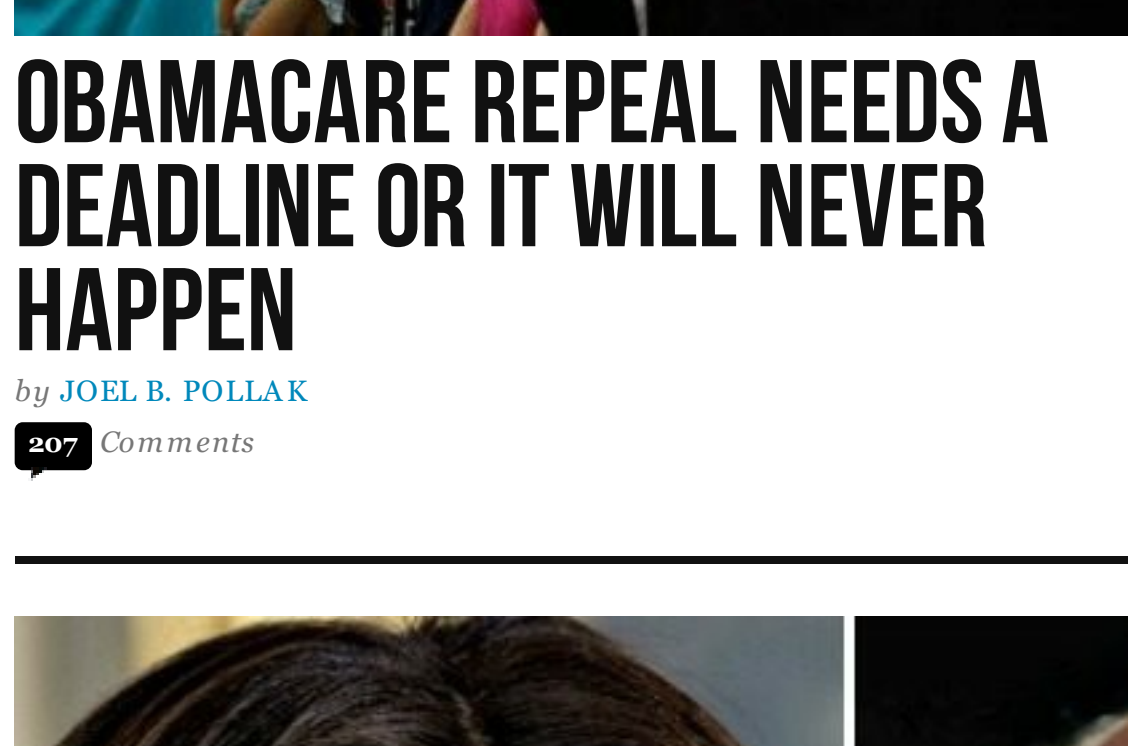 OBAMACARE REPEAL NEEDS A
DEADLINE OR IT WILL NEVER
HAPPEN
by JOEL B. POLLAK
207 Comments